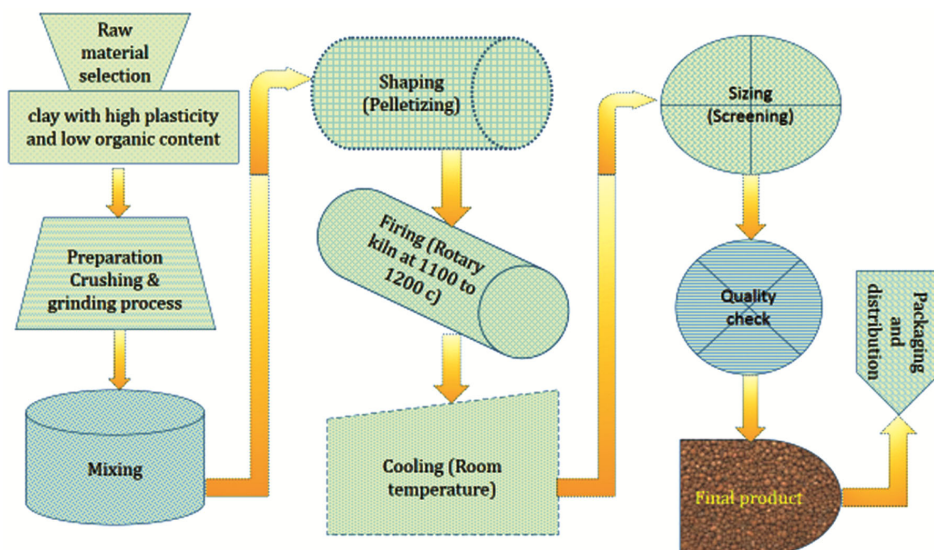 Raw
material
selection
clay with high plasticity
and low organic content
Preparation
Crushing &
grinding process
Mixing
Shaping
(Pelletizing)
Firing (Rotary
kiln at 1100 to
1200 c)
Cooling (Room
temperature)
Sizing
(Screening)
Quality
check
Final product
Packaging
and
distribution